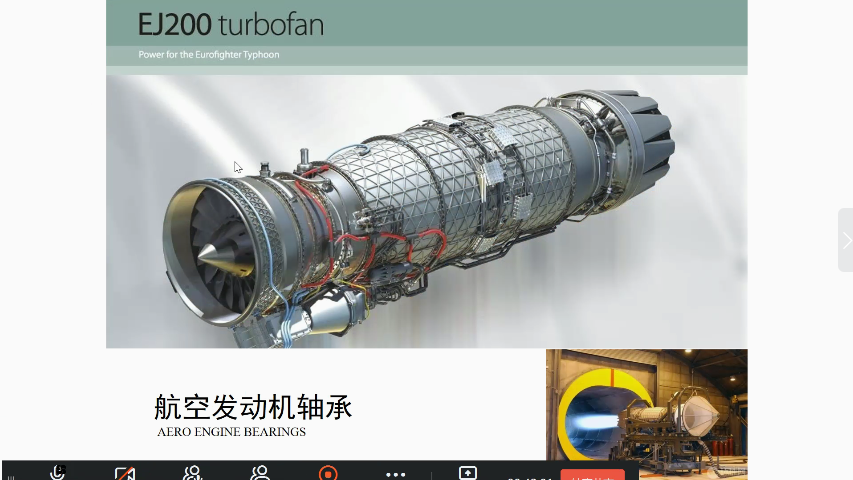 EJ200 turbofan
Power for the Eurofighter Typhoon
航空发动机轴承
AERO ENGINE BEARINGS